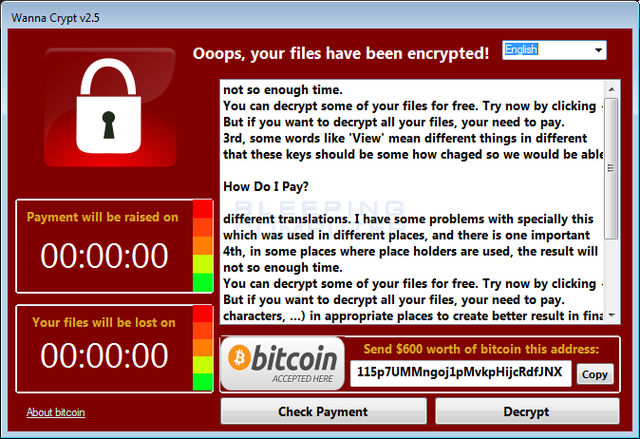 Wanna Crypt v2.5
Ooops, your files have been encrypted!
English
not so enough time.
You can decrypt some of your files for free. Try now by clicking
But if you want to decrypt all your files, your need to pay.
3rd, some words like 'View' mean different things in different
that these keys should be some how chaged so we would be able
How Do I Pay?
different translations. I have some problems with specially this
which was used in different places, and there is one important
4th, in some places where place holders are used, the result will
not so enough time.
You can decrypt some of your files for free. Try now by clicking
But if you want to decrypt all your files, your need to pay.
characters, ...) in appropriate places to create better result in fina
BLEEPING
COMPUTER
Payment will be raised on
00:00:00
Your files will be lost on
00:00:00
About bitcoin
bitcoin
ACCEPTED HERE
Send $600 worth of bitcoin this address:
115p7UMMngoj1pMvkpHijcRdfJNX
Copy
Check Payment
Decrypt